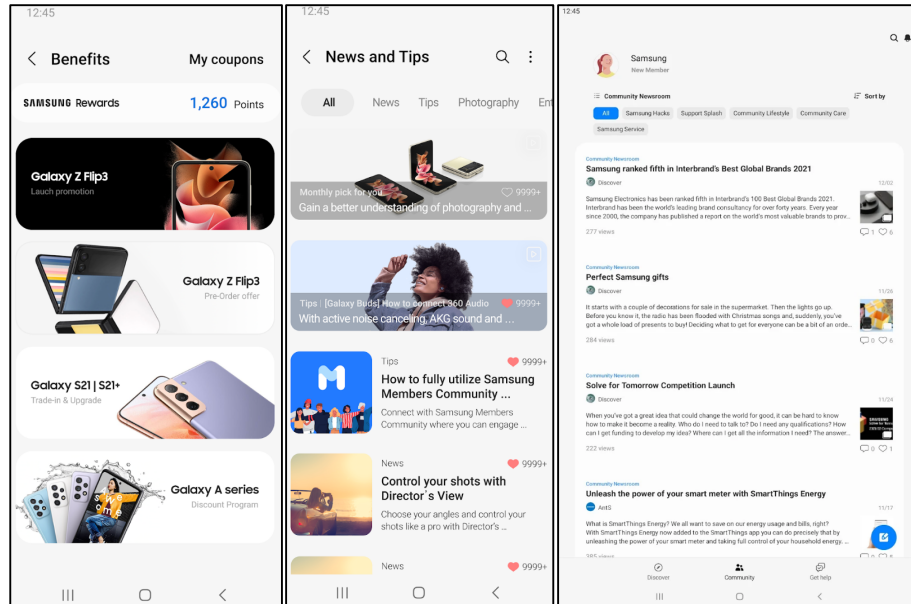 12:45
Benefits
My coupons
SAMSUNG Rewards
1,260 Points
Galaxy Z Flip3
Lauch promotion
Galaxy Z Flip3
Pre-Order offer
Galaxy S21 | S21+
Trade-in & Upgrade
Galaxy A series
Discount Program
awe
some
12:45
News and Tips
All
News
Tips
Photography
Ent
Monthly pick for you
9999+
Gain a better understanding of photography and ...
Tips | [Galaxy Buds] How to connect 360 Audio
9999+
With active noise canceling, AKG sound and ...
Tips
9999+
How to fully utilize Samsung
Members Community ...
Connect with Samsung Members
Community where you can engage ...
News
9999+
Control your shots with
Director's View
Choose your angles and control your
shots like a pro with Director's ...
News
9999+
12:45
Samsung
New Member
Community Newsroom
Sort by
All
Samsung Hacks
Support Splash
Community Lifestyle
Community Care
Samsung Service
Community Newsroom
Samsung ranked fifth in Interbrand's Best Global Brands 2021
Discover
12/02
Samsung Electronics has been ranked fifth in Interbrand's 100 Best Global Brands 2021.
Interbrand has been the world's leading brand consultancy for over forty years. Every year
since 2000, the company has published a report on the world's most valuable brands to prov...
277 views
1
6
Community Newsroom
Perfect Samsung gifts
Discover
11/26
It starts with a couple of decorations for sale in the supermarket. Then the lights go up.
Before you know it, the radio has been flooded with Christmas songs and, suddenly, you've
got a whole load of presents to buy! Deciding what to get for everyone can be a bit of an orde...
284 views
0
6
Community Newsroom
Solve for Tomorrow Competition Launch
Discover
11/24
When you've got a great idea that could change the world for good, it can be hard to know
how to make it become a reality. Who do I need to talk to? Do I need any qualifications? How
can I get funding to develop my idea? Where can I get all the information I need? The answer...
222 views
0
1
Community Newsroom
Unleash the power of your smart meter with SmartThings Energy
AntS
11/17
What is SmartThings Energy? We all want to save on our energy usage and bills, right?
With SmartThings Energy now added to the SmartThings app you can do precisely that by
unleashing the power of your smart meter and taking full control of your household energy. ...
385 views
Discover
Community
Get help